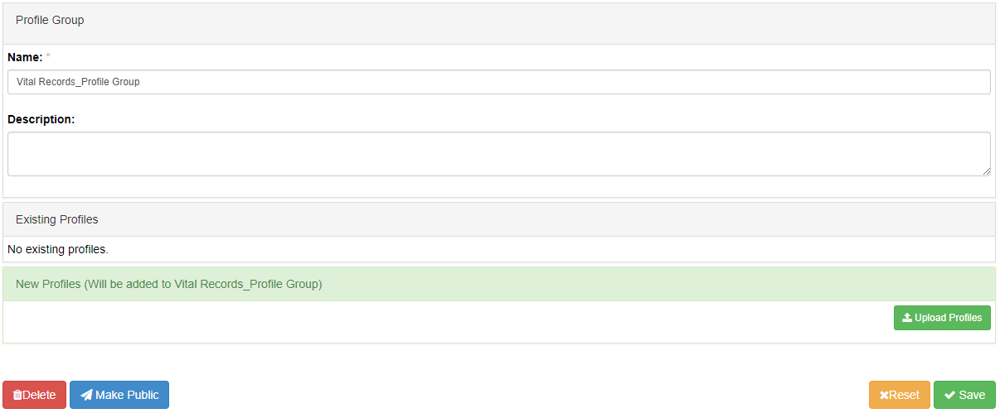 Profile Group
Name: *
Vital Records_Profile Group
Description:
Existing Profiles
No existing profiles.
New Profiles (Will be added to Vital Records_Profile Group)
Upload Profiles
Delete Make Public Reset Save